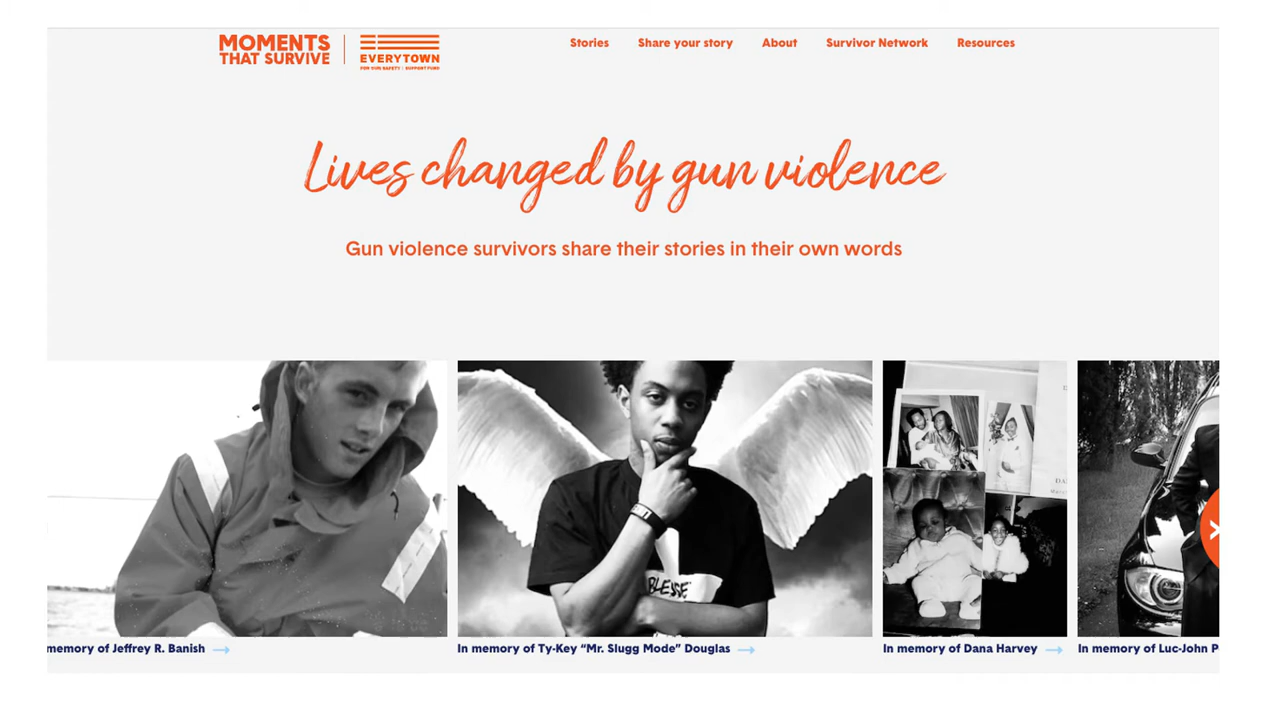 MOMENTS
THAT SURVIVE
EVERYTOWN
FOR GUN SAFETY | SUPPORT FUND
Stories Share your story About Survivor Network Resources
Lives changed by gun violence
Gun violence survivors share their stories in their own words
BLESSE
DA
memory of Jeffrey R. Banish
In memory of Ty-Key “Mr. Slugg Mode” Douglas
In memory of Dana Harvey
In memory of Luc-John P